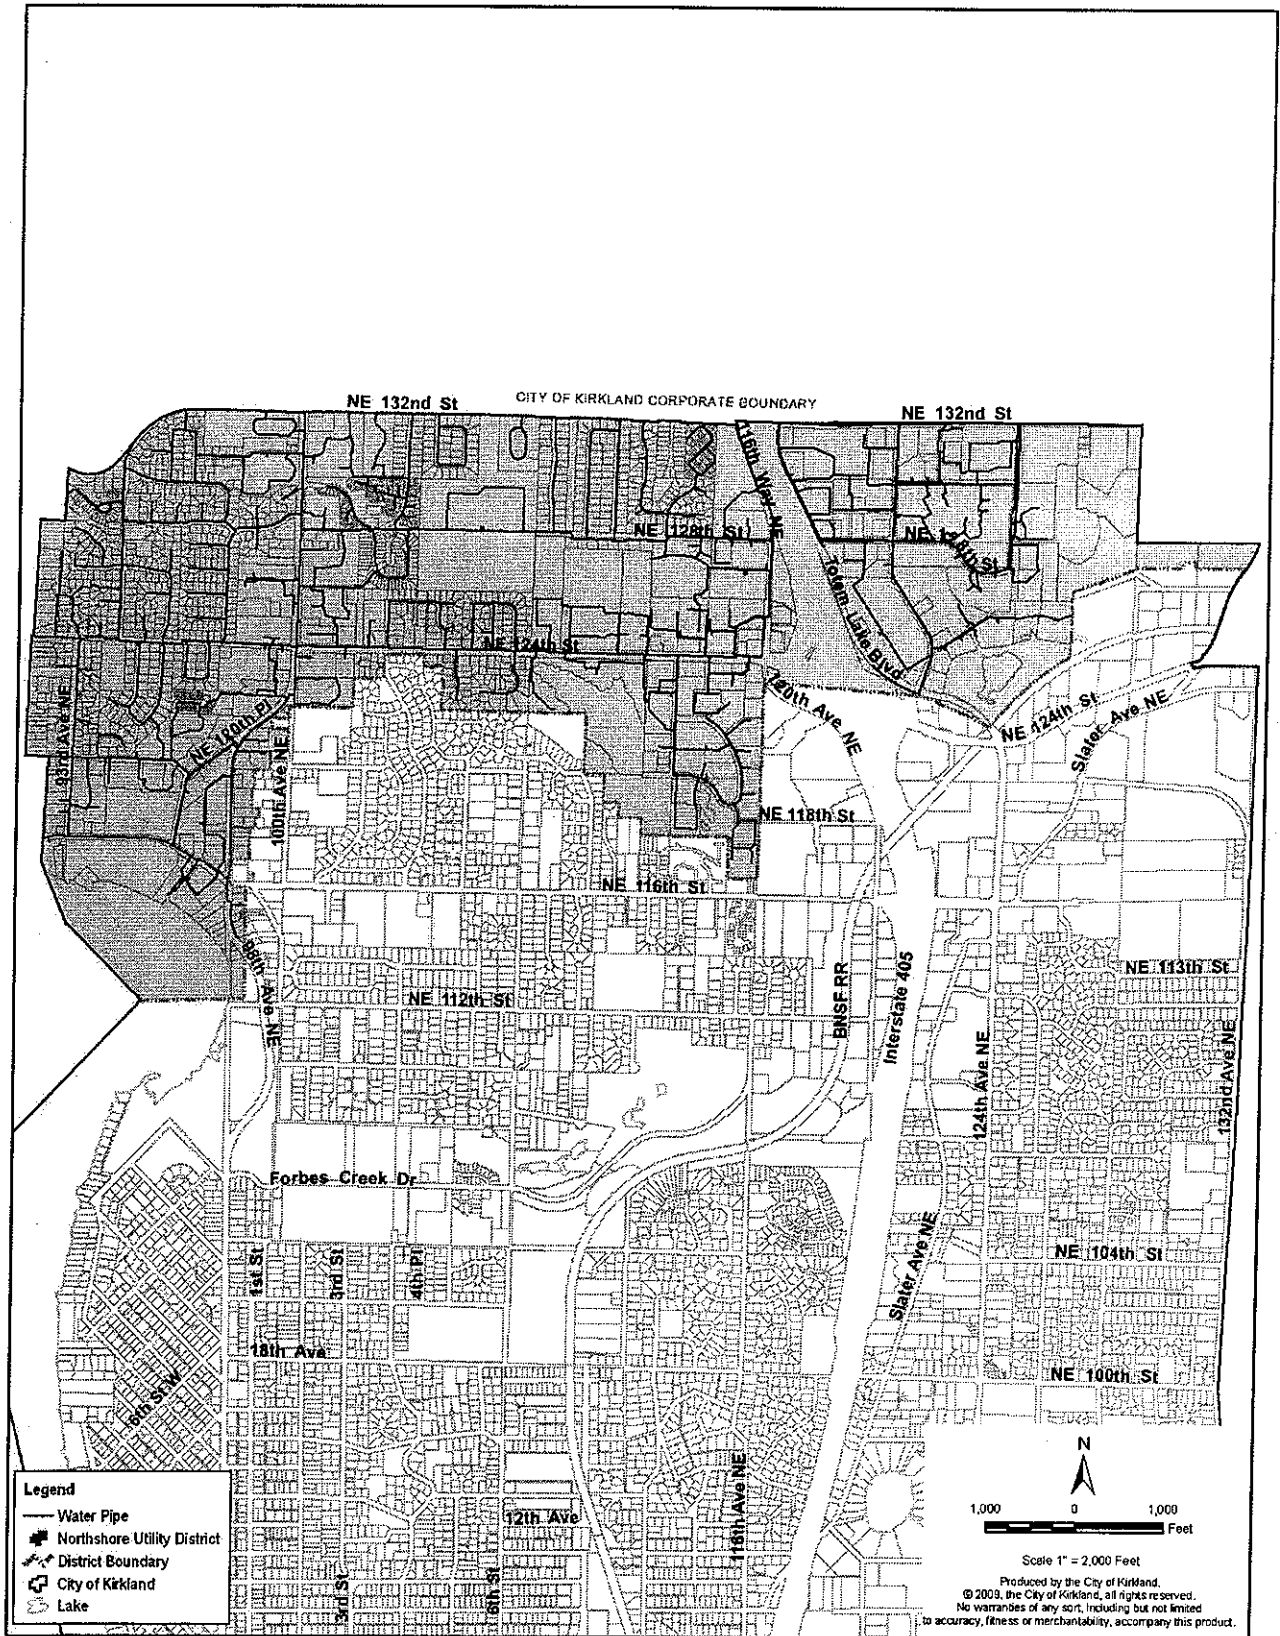 NE 132nd St
CITY OF KIRKLAND CORPORATE BOUNDARY
NE 132nd St
116th Way NE
NE 128th St
Totem Lake Blvd
NE 124th St
93rd Ave NE
NE 120th Pl
100th Ave NE
120th Ave NE
NE 124th St
Slater Ave NE
NE 118th St
NE 116th St
98th Ave NE
NE 112th St
BNSF RR
Interstate 405
NE 113th St
124th Ave NE
132nd Ave NE
Forbes Creek Dr
1st St
3rd St
4th Pl
Slater Ave NE
NE 104th St
18th Ave
6th St W
NE 100th St
12th Ave
116th Ave NE
3rd St
6th St
Legend
Water Pipe
Northshore Utility District
District Boundary
City of Kirkland
Lake
N
1,000 0 1,000
Feet
Scale 1" = 2,000 Feet
Produced by the City of Kirkland.
© 2009, the City of Kirkland, all rights reserved.
No warranties of any sort, including but not limited
to accuracy, fitness or merchantability, accompany this product.